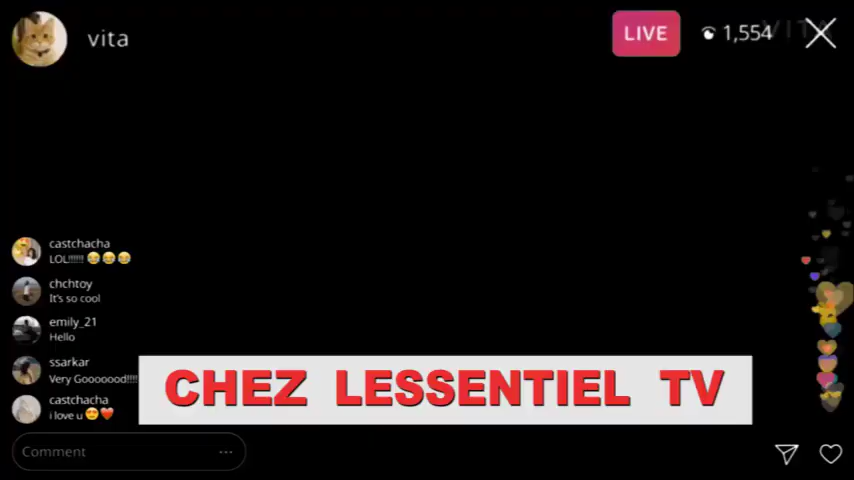 vita
LIVE
1,554
VITA
castchacha
LOL!!!!!! 😂😂😂
chchtoy
It's so cool
emily_21
Hello
ssarkar
Very Gooooood!!!!
castchacha
i love u 😍❤️
CHEZ LESSENTIEL TV
Comment ...